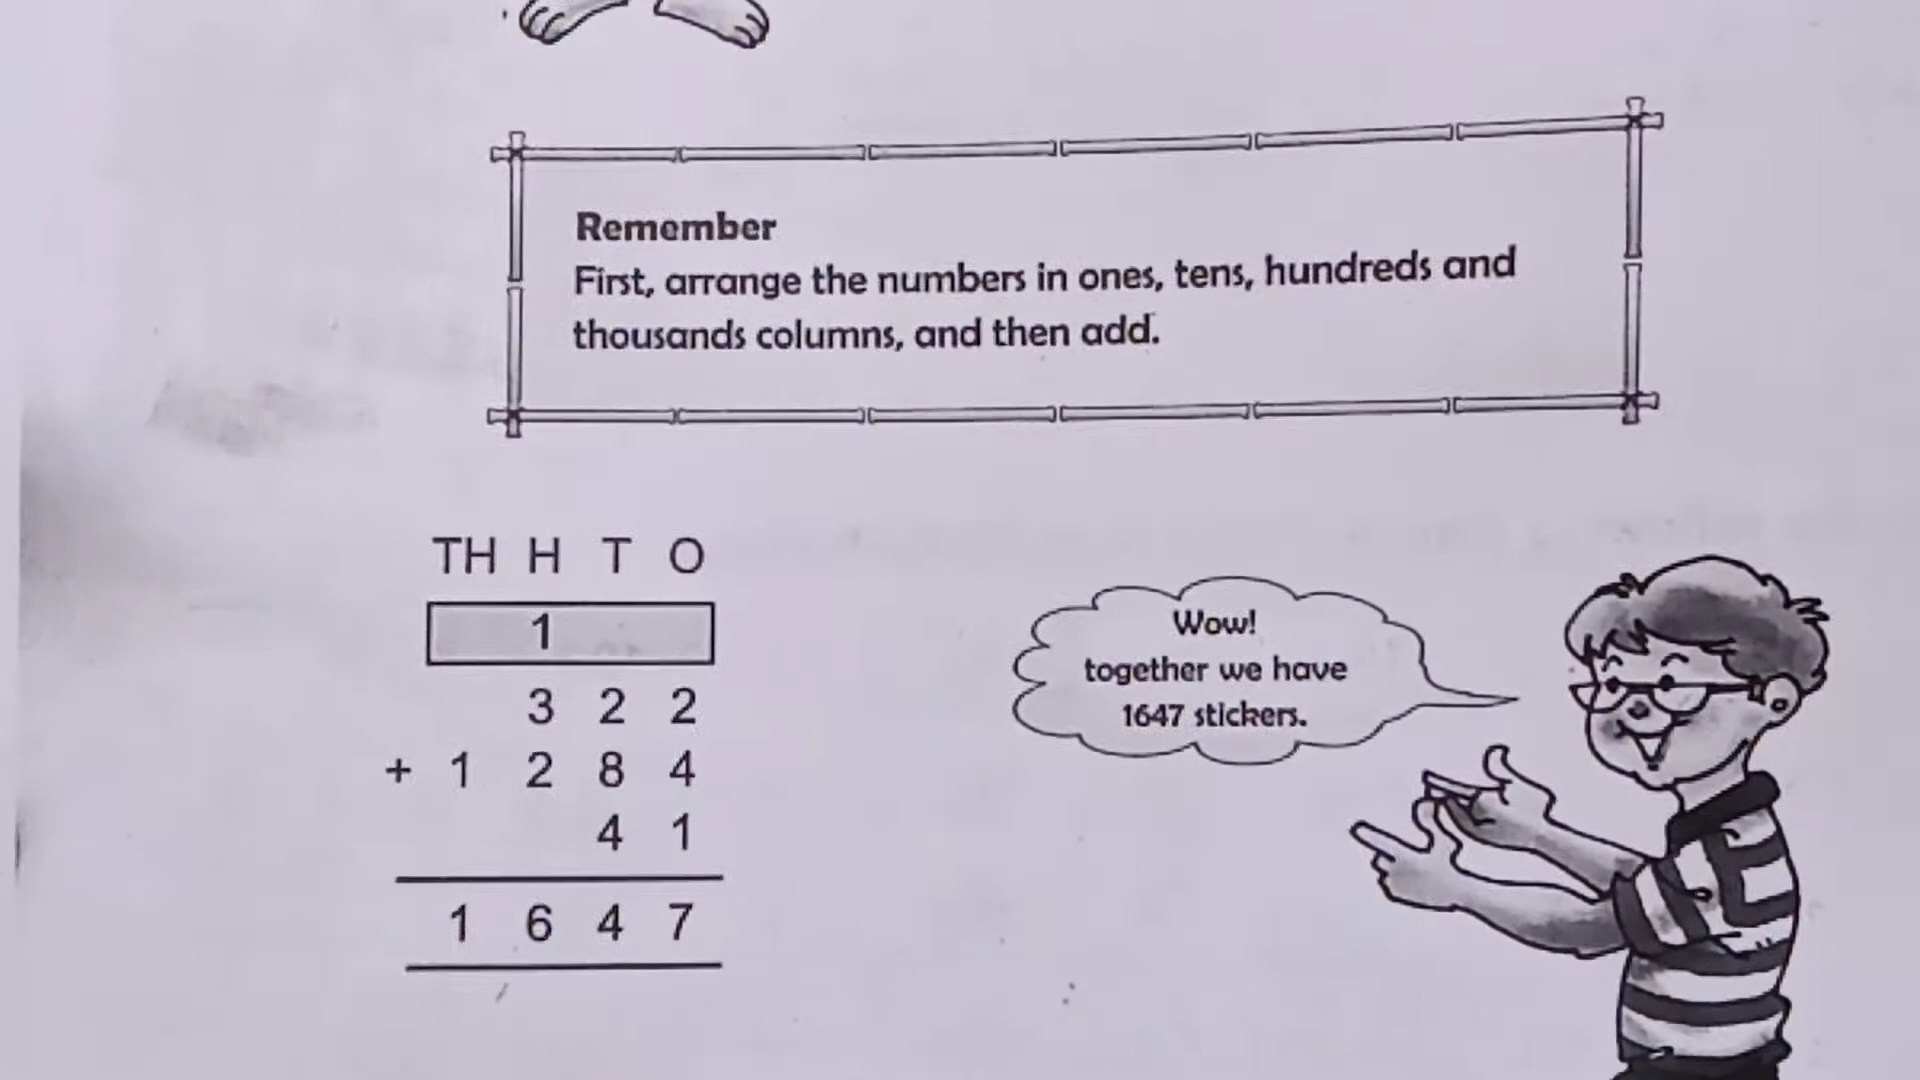 Remember
First, arrange the numbers in ones, tens, hundreds and
thousands columns, and then add.
TH H T O
1
3 2 2
+ 1 2 8 4
4 1
1 6 4 7
Wow!
together we have
1647 stickers.